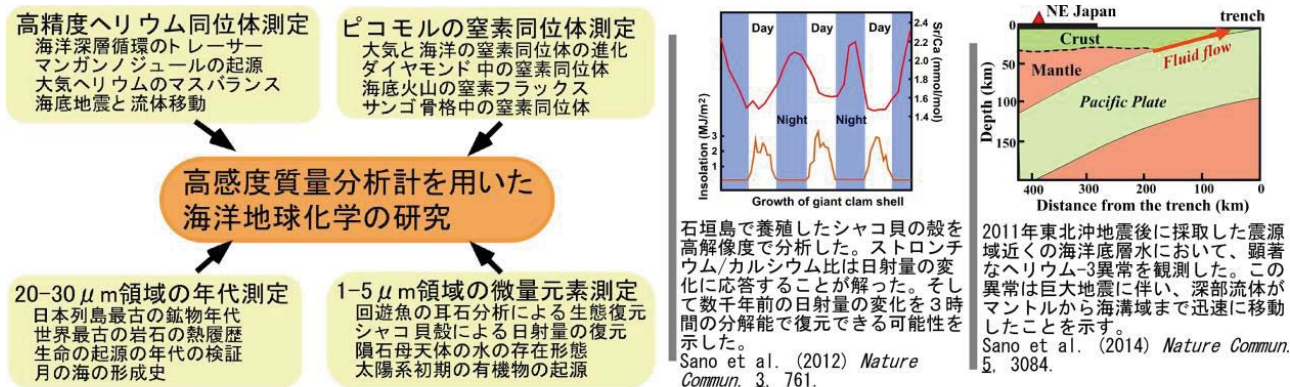 高精度ヘリウム同位体測定
海洋深層循環のトレーサー
マンガンノジュールの起源
大気ヘリウムのマスバランス
海底地震と流体移動
ピコモルの窒素同位体測定
大気と海洋の窒素同位体の進化
ダイヤモンド中の窒素同位体
海底火山の窒素フラックス
サンゴ骨格中の窒素同位体
高感度質量分析計を用いた
海洋地球化学の研究
20-30μm領域の年代測定
日本列島最古の鉱物年代
世界最古の岩石の熱履歴
生命の起源の年代の検証
月の海の形成史
1-5μm領域の微量元素測定
回遊魚の耳石分析による生態復元
シャコ貝殻による日射量の復元
隕石母天体の水の存在形態
太陽系初期の有機物の起源
Day Day Day
Night Night
2.4
2.2
2.0
1.8
1.6
1.4
Sr/Ca (mmol/mol)
3
2
1
Insolation (MJ/m²)
Growth of giant clam shell
石垣島で養殖したシャコ貝の殻を
高解像度で分析した。ストロンチ
ウム/カルシウム比は日射量の変
化に応答することが解った。そし
て数千年前の日射量の変化を3時
間の分解能で復元できる可能性を
示した。
Sano et al. (2012) Nature
Commun. 3, 761.
NE Japan
trench
Crust
Fluid flow
Mantle
Pacific Plate
0
50
100
150
Depth (km)
400 300 200 100 0
Distance from the trench (km)
2011年東北沖地震後に採取した震源
域近くの海洋底層水において、顕著
なヘリウム-3異常を観測した。この
異常は巨大地震に伴い、深部流体が
マントルから海溝域まで迅速に移動
したことを示す。
Sano et al. (2014) Nature Commun.
5, 3084.